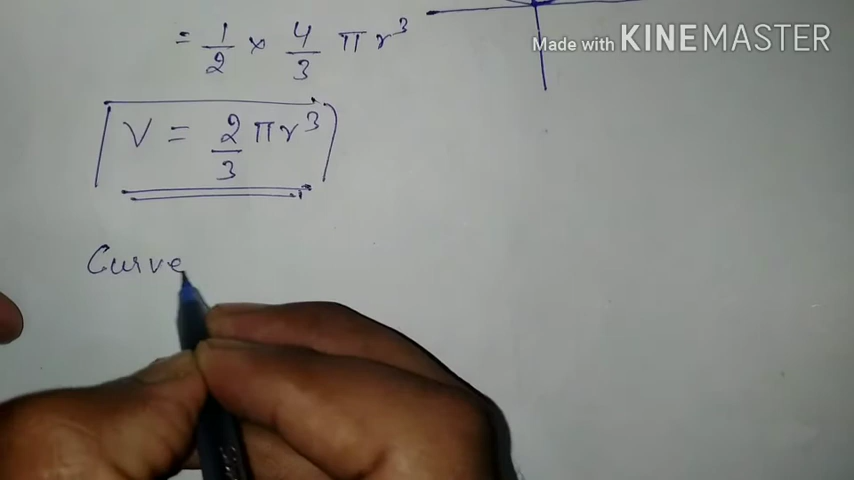 = 1/2 × 4/3 πr³
Made with KINEMASTER
V = 2/3 πr³
Curve